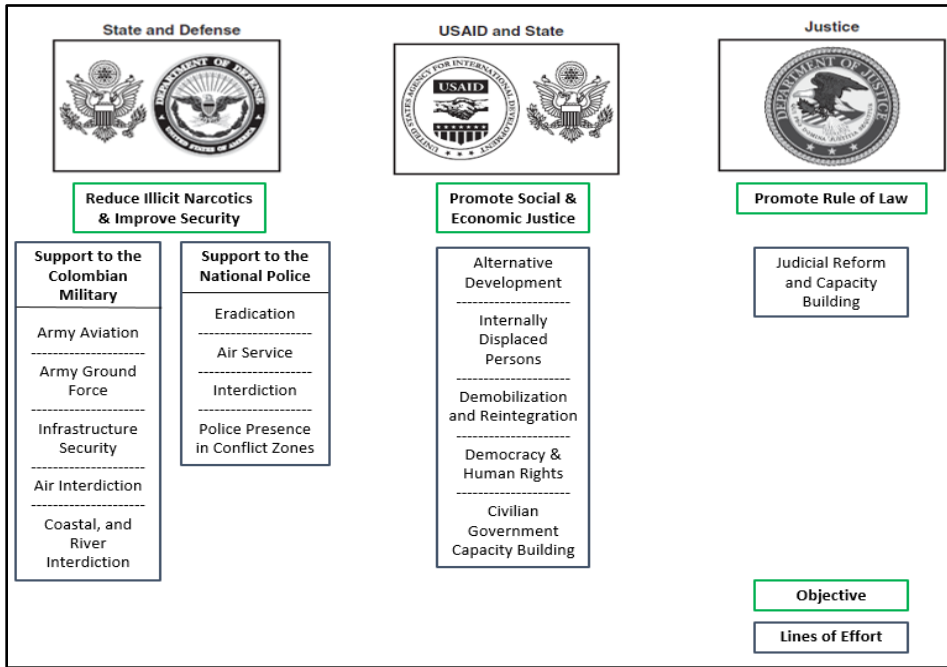 State and Defense
USAID and State
Justice
DEPARTMENT OF DEFENSE
UNITED STATES OF AMERICA
UNITED STATES AGENCY FOR INTERNATIONAL DEVELOPMENT
USAID
DEPARTMENT OF JUSTICE
Reduce Illicit Narcotics
& Improve Security
Support to the
Colombian
Military
Army Aviation
Army Ground
Force
Infrastructure
Security
Air Interdiction
Coastal, and
River
Interdiction
Support to the
National Police
Eradication
Air Service
Interdiction
Police Presence
in Conflict Zones
Promote Social &
Economic Justice
Alternative
Development
Internally
Displaced
Persons
Demobilization
and Reintegration
Democracy &
Human Rights
Civilian
Government
Capacity Building
Promote Rule of Law
Judicial Reform
and Capacity
Building
Objective
Lines of Effort